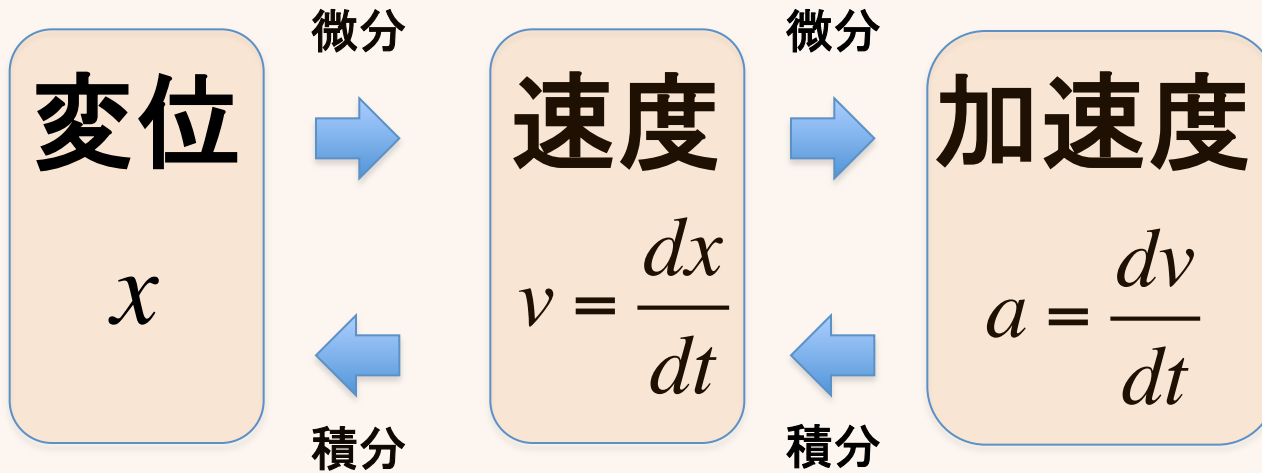 微分
微分
変位
速度
加速度
x
v = dx/dt
a = dv/dt
積分
積分